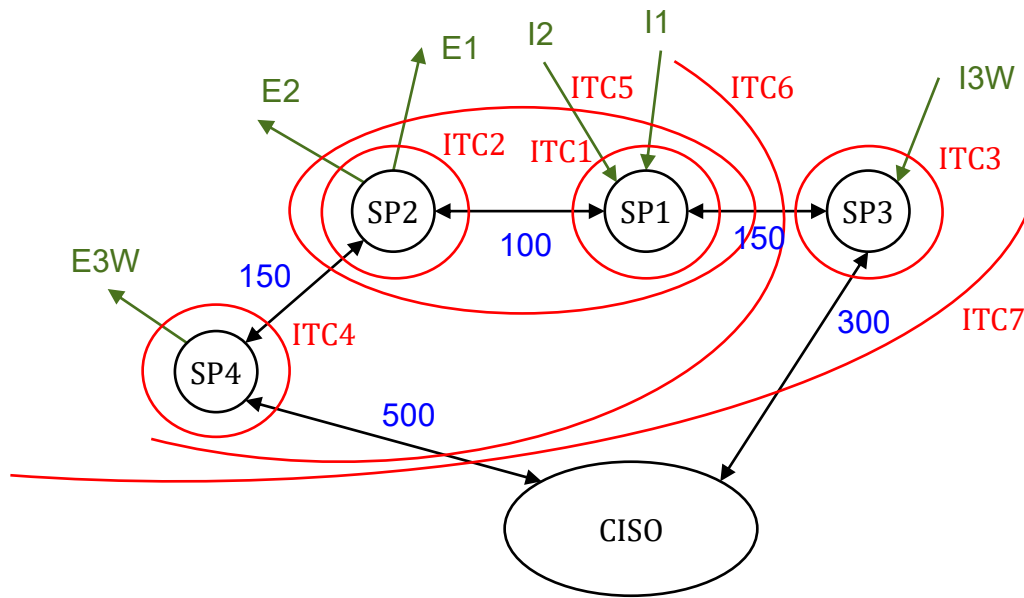 I2
I1
E1
E2
ITC5
ITC6
I3W
ITC2
ITC1
ITC3
SP2
SP1
SP3
100
150
E3W
150
300
ITC7
ITC4
SP4
500
CISO